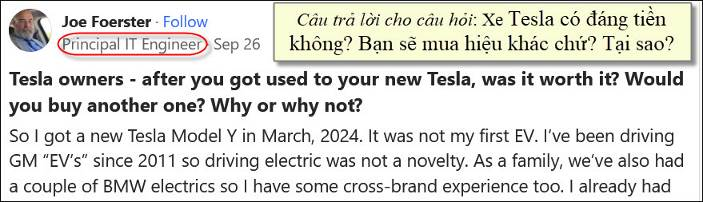 Joe Foerster · Follow
Principal IT Engineer · Sep 26
Câu trả lời cho câu hỏi: Xe Tesla có đáng tiền
không? Bạn sẽ mua hiệu khác chứ? Tại sao?
Tesla owners - after you got used to your new Tesla, was it worth it? Would
you buy another one? Why or why not?
So I got a new Tesla Model Y in March, 2024. It was not my first EV. I’ve been driving
GM “EV’s” since 2011 so driving electric was not a novelty. As a family, we’ve also had
a couple of BMW electrics so I have some cross-brand experience too. I already had